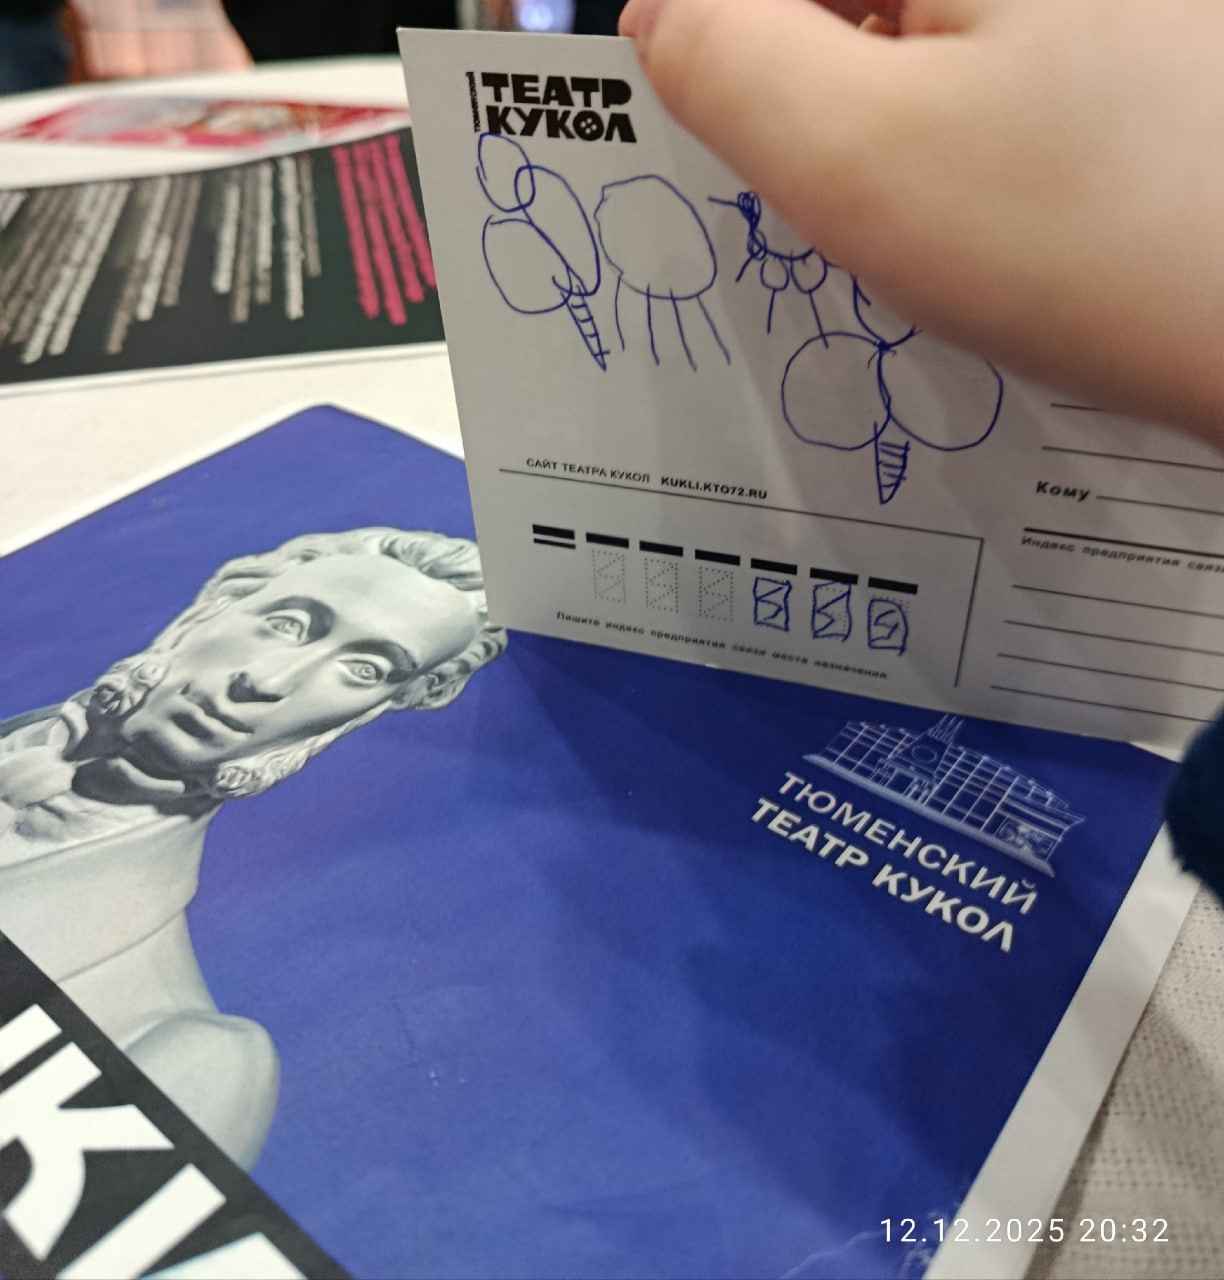 ТЮМЕНСКИЙ
ТЕАТР
КУКОЛ
САЙТ ТЕАТРА КУКОЛ KUKLI.KTO72.RU
Кому
Индекс предприятия связи
Пишите индекс предприятия связи места назначения
ТЮМЕНСКИЙ
ТЕАТР КУКОЛ
12.12.2025 20:32